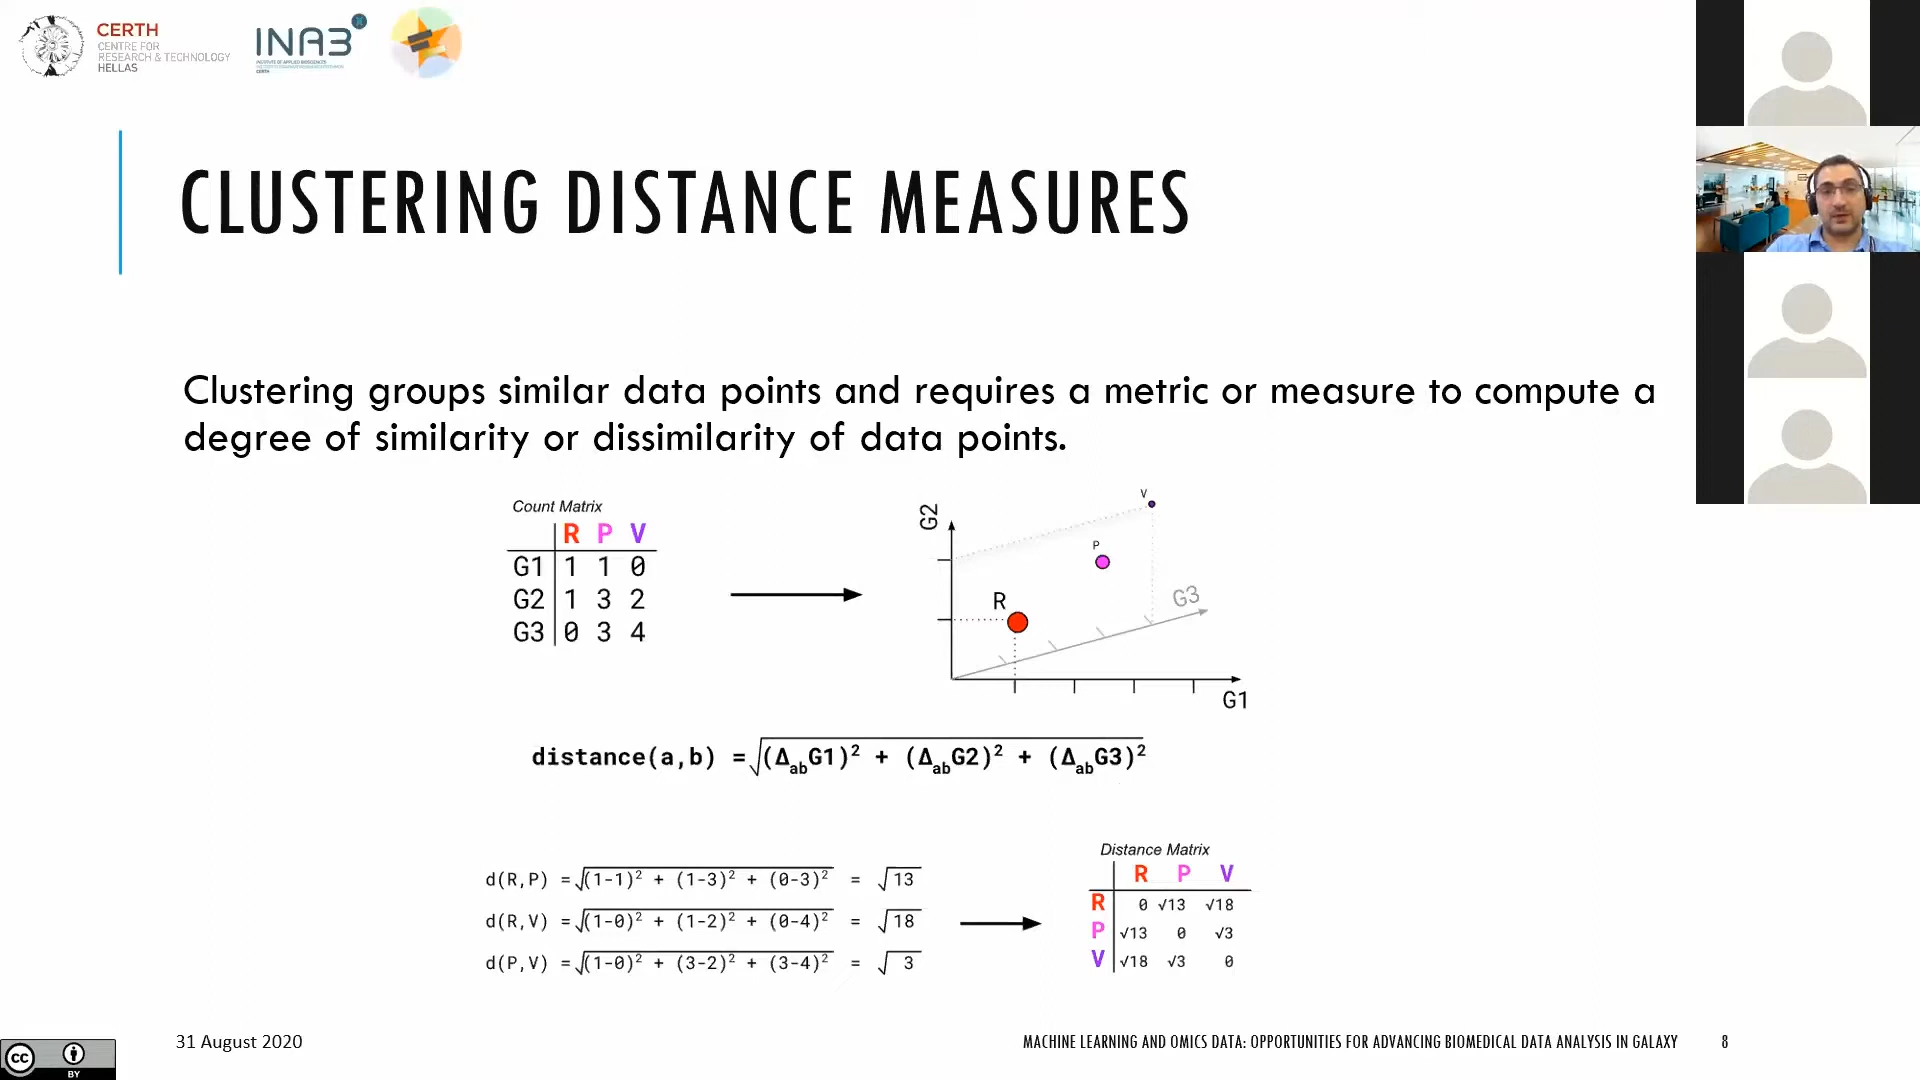 CERTH
CENTRE FOR
RESEARCH & TECHNOLOGY
HELLAS
INAB
INSTITUTE OF APPLIED BIOSCIENCES
CERTH
CLUSTERING DISTANCE MEASURES
Clustering groups similar data points and requires a metric or measure to compute a
degree of similarity or dissimilarity of data points.
Count Matrix
R P V
G1 1 1 0
G2 1 3 2
G3 0 3 4
G2
V
P
R
G3
G1
distance(a,b) = √(Δ_ab G1)² + (Δ_ab G2)² + (Δ_ab G3)²
d(R,P) = √(1-1)² + (1-3)² + (0-3)² = √13
d(R,V) = √(1-0)² + (1-2)² + (0-4)² = √18
d(P,V) = √(1-0)² + (3-2)² + (3-4)² = √3
Distance Matrix
R P V
R 0 √13 √18
P √13 0 √3
V √18 √3 0
31 August 2020
MACHINE LEARNING AND OMICS DATA: OPPORTUNITIES FOR ADVANCING BIOMEDICAL DATA ANALYSIS IN GALAXY
8
cc
BY